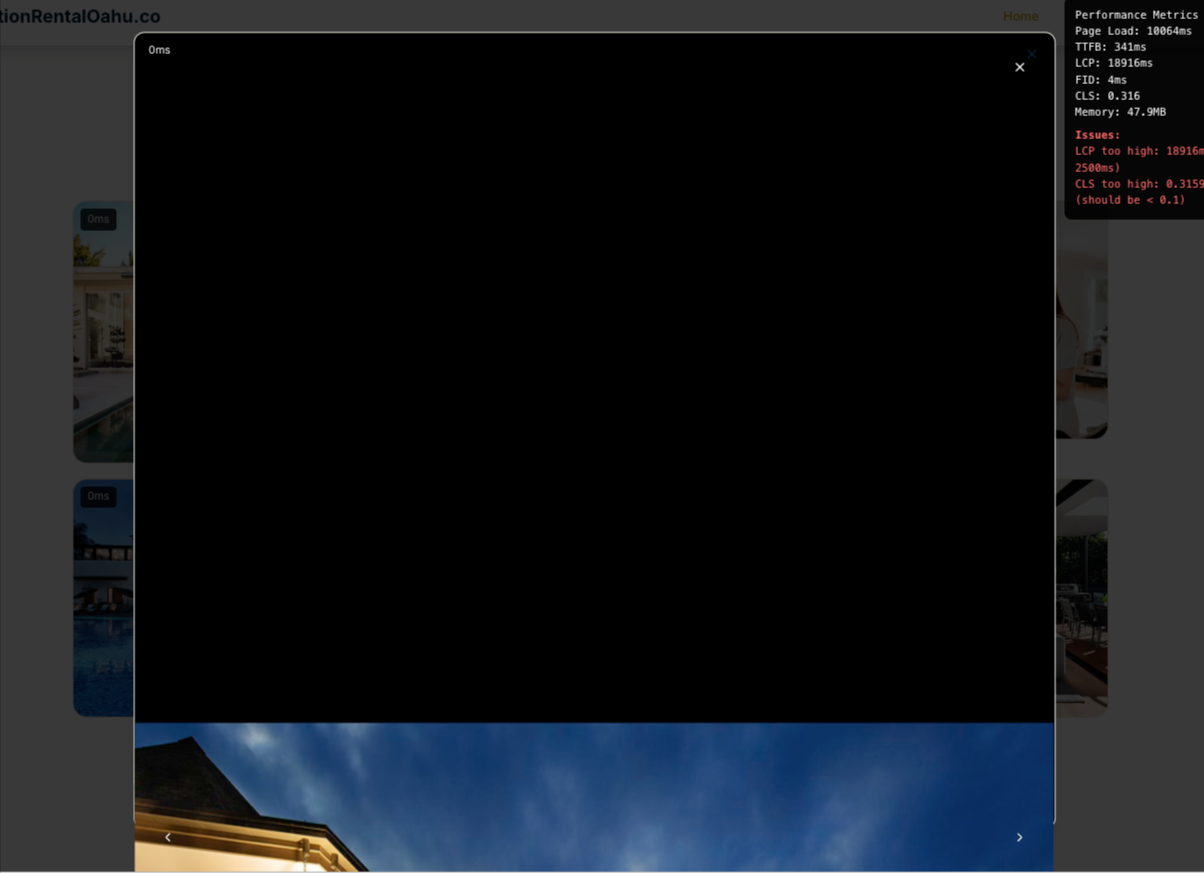 tionRentalOahu.co
Home
0ms
Performance Metrics
Page Load: 10064ms
TTFB: 341ms
LCP: 18916ms
FID: 4ms
CLS: 0.316
Memory: 47.9MB
Issues:
LCP too high: 18916m
2500ms)
CLS too high: 0.3159
(should be < 0.1)
0ms
0ms